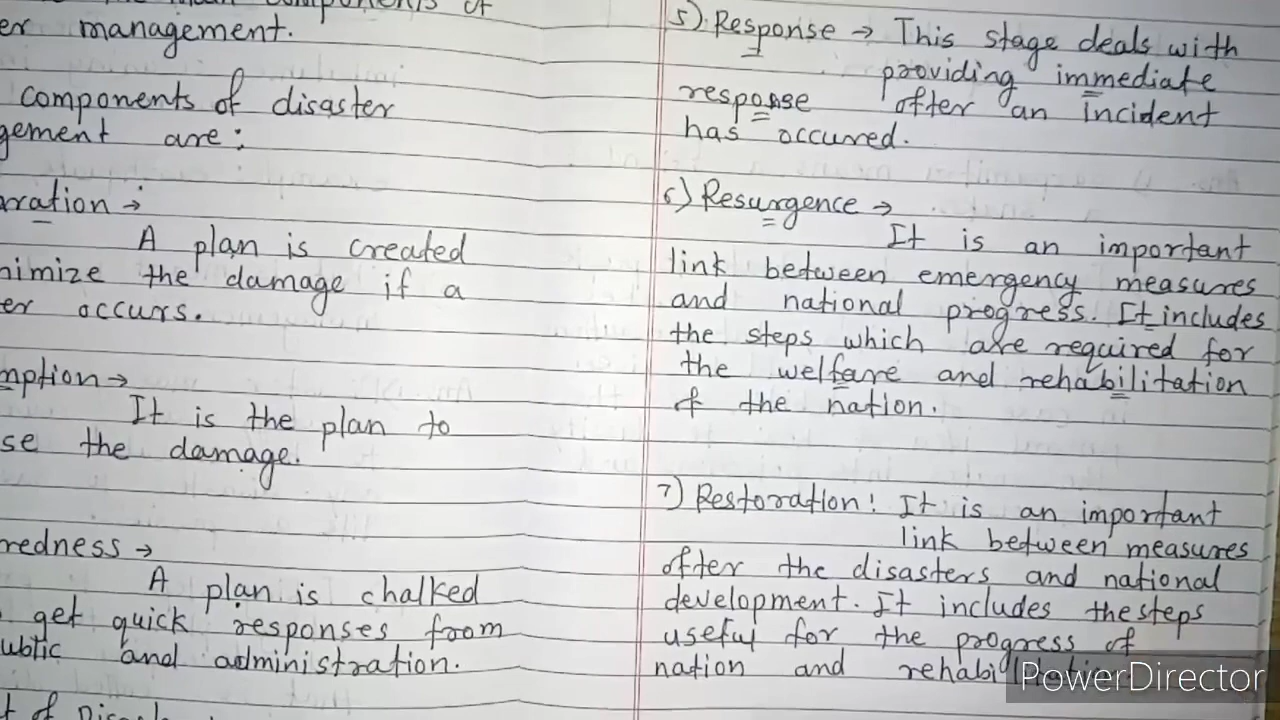 er management.
components of disaster
gement are:
ration →
A plan is created
nimize the damage if a
er occurs.
mption →
It is the plan to
se the damage.
redness →
A plan is chalked
get quick responses from
ublic and administration.
5) Response → This stage deals with
providing immediate
response after an incident
has occurred.
6) Resurgence →
It is an important
link between emergency measures
and national progress. It includes
the steps which are required for
the welfare and rehabilitation
of the nation.
7) Restoration: It is an important
link between measures
after the disasters and national
development. It includes the steps
useful for the progress of
nation and rehabilitation.
PowerDirector